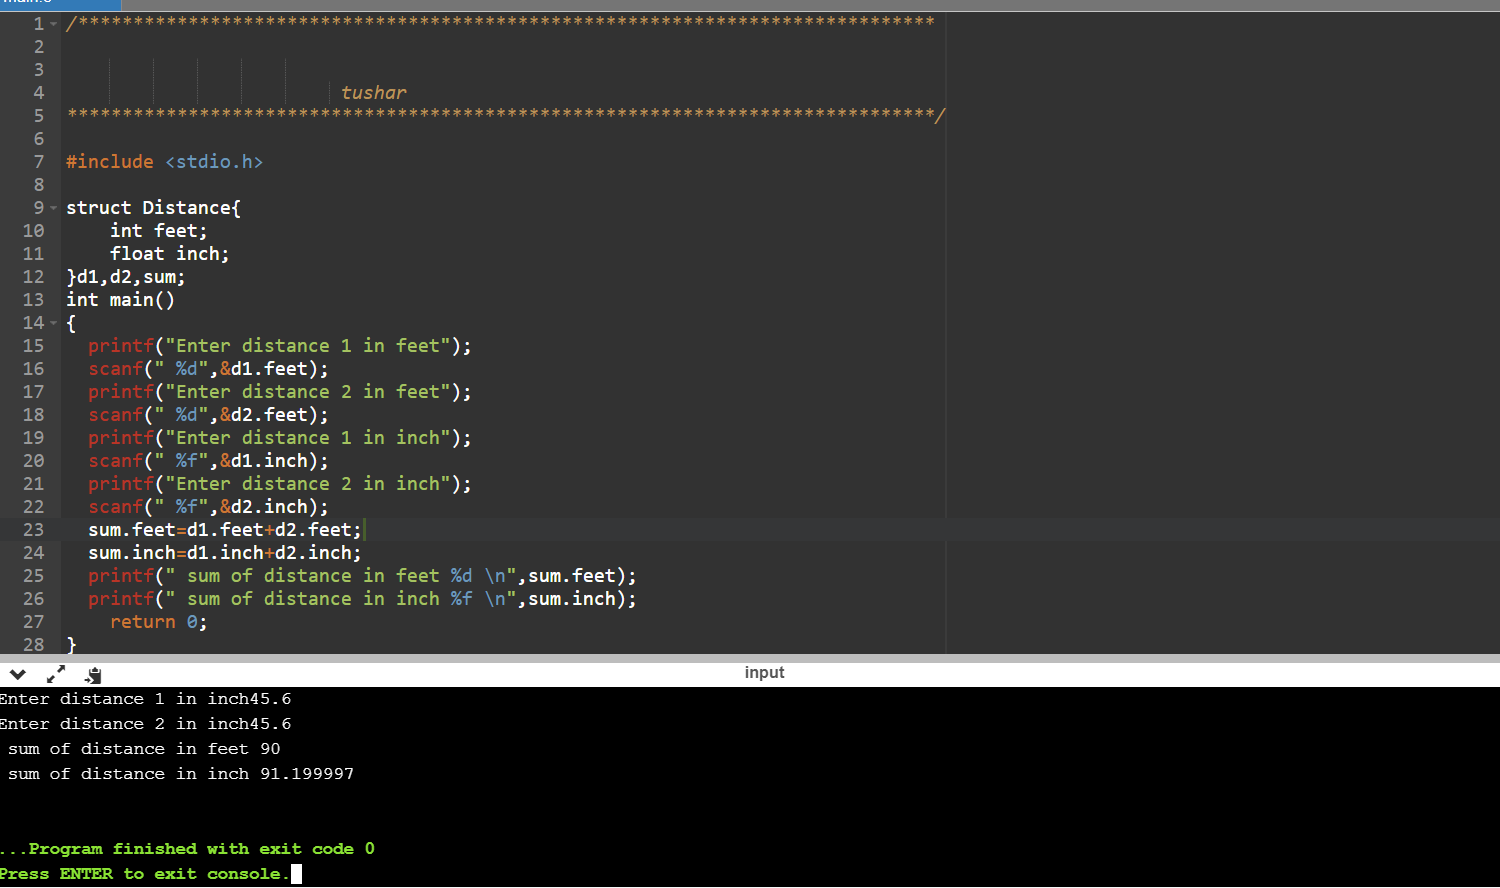 1 /******************************************************************************
2
3
4 tushar
5 *******************************************************************************/
6
7 #include <stdio.h>
8
9 struct Distance{
10 int feet;
11 float inch;
12 }d1,d2,sum;
13 int main()
14 {
15 printf("Enter distance 1 in feet");
16 scanf(" %d",&d1.feet);
17 printf("Enter distance 2 in feet");
18 scanf(" %d",&d2.feet);
19 printf("Enter distance 1 in inch");
20 scanf(" %f",&d1.inch);
21 printf("Enter distance 2 in inch");
22 scanf(" %f",&d2.inch);
23 sum.feet=d1.feet+d2.feet;
24 sum.inch=d1.inch+d2.inch;
25 printf(" sum of distance in feet %d \n",sum.feet);
26 printf(" sum of distance in inch %f \n",sum.inch);
27 return 0;
28 }
input
Enter distance 1 in inch45.6
Enter distance 2 in inch45.6
sum of distance in feet 90
sum of distance in inch 91.199997
...Program finished with exit code 0
Press ENTER to exit console.